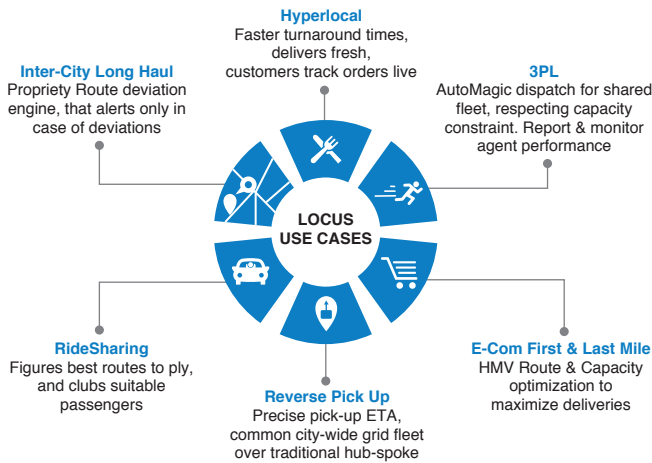 Hyperlocal
Faster turnaround times,
delivers fresh,
customers track orders live
Inter-City Long Haul
Propriety Route deviation
engine, that alerts only in
case of deviations
3PL
AutoMagic dispatch for shared
fleet, respecting capacity
constraint. Report & monitor
agent performance
LOCUS
USE CASES
RideSharing
Figures best routes to ply,
and clubs suitable
passengers
E-Com First & Last Mile
HMV Route & Capacity
optimization to
maximize deliveries
Reverse Pick Up
Precise pick-up ETA,
common city-wide grid fleet
over traditional hub-spoke